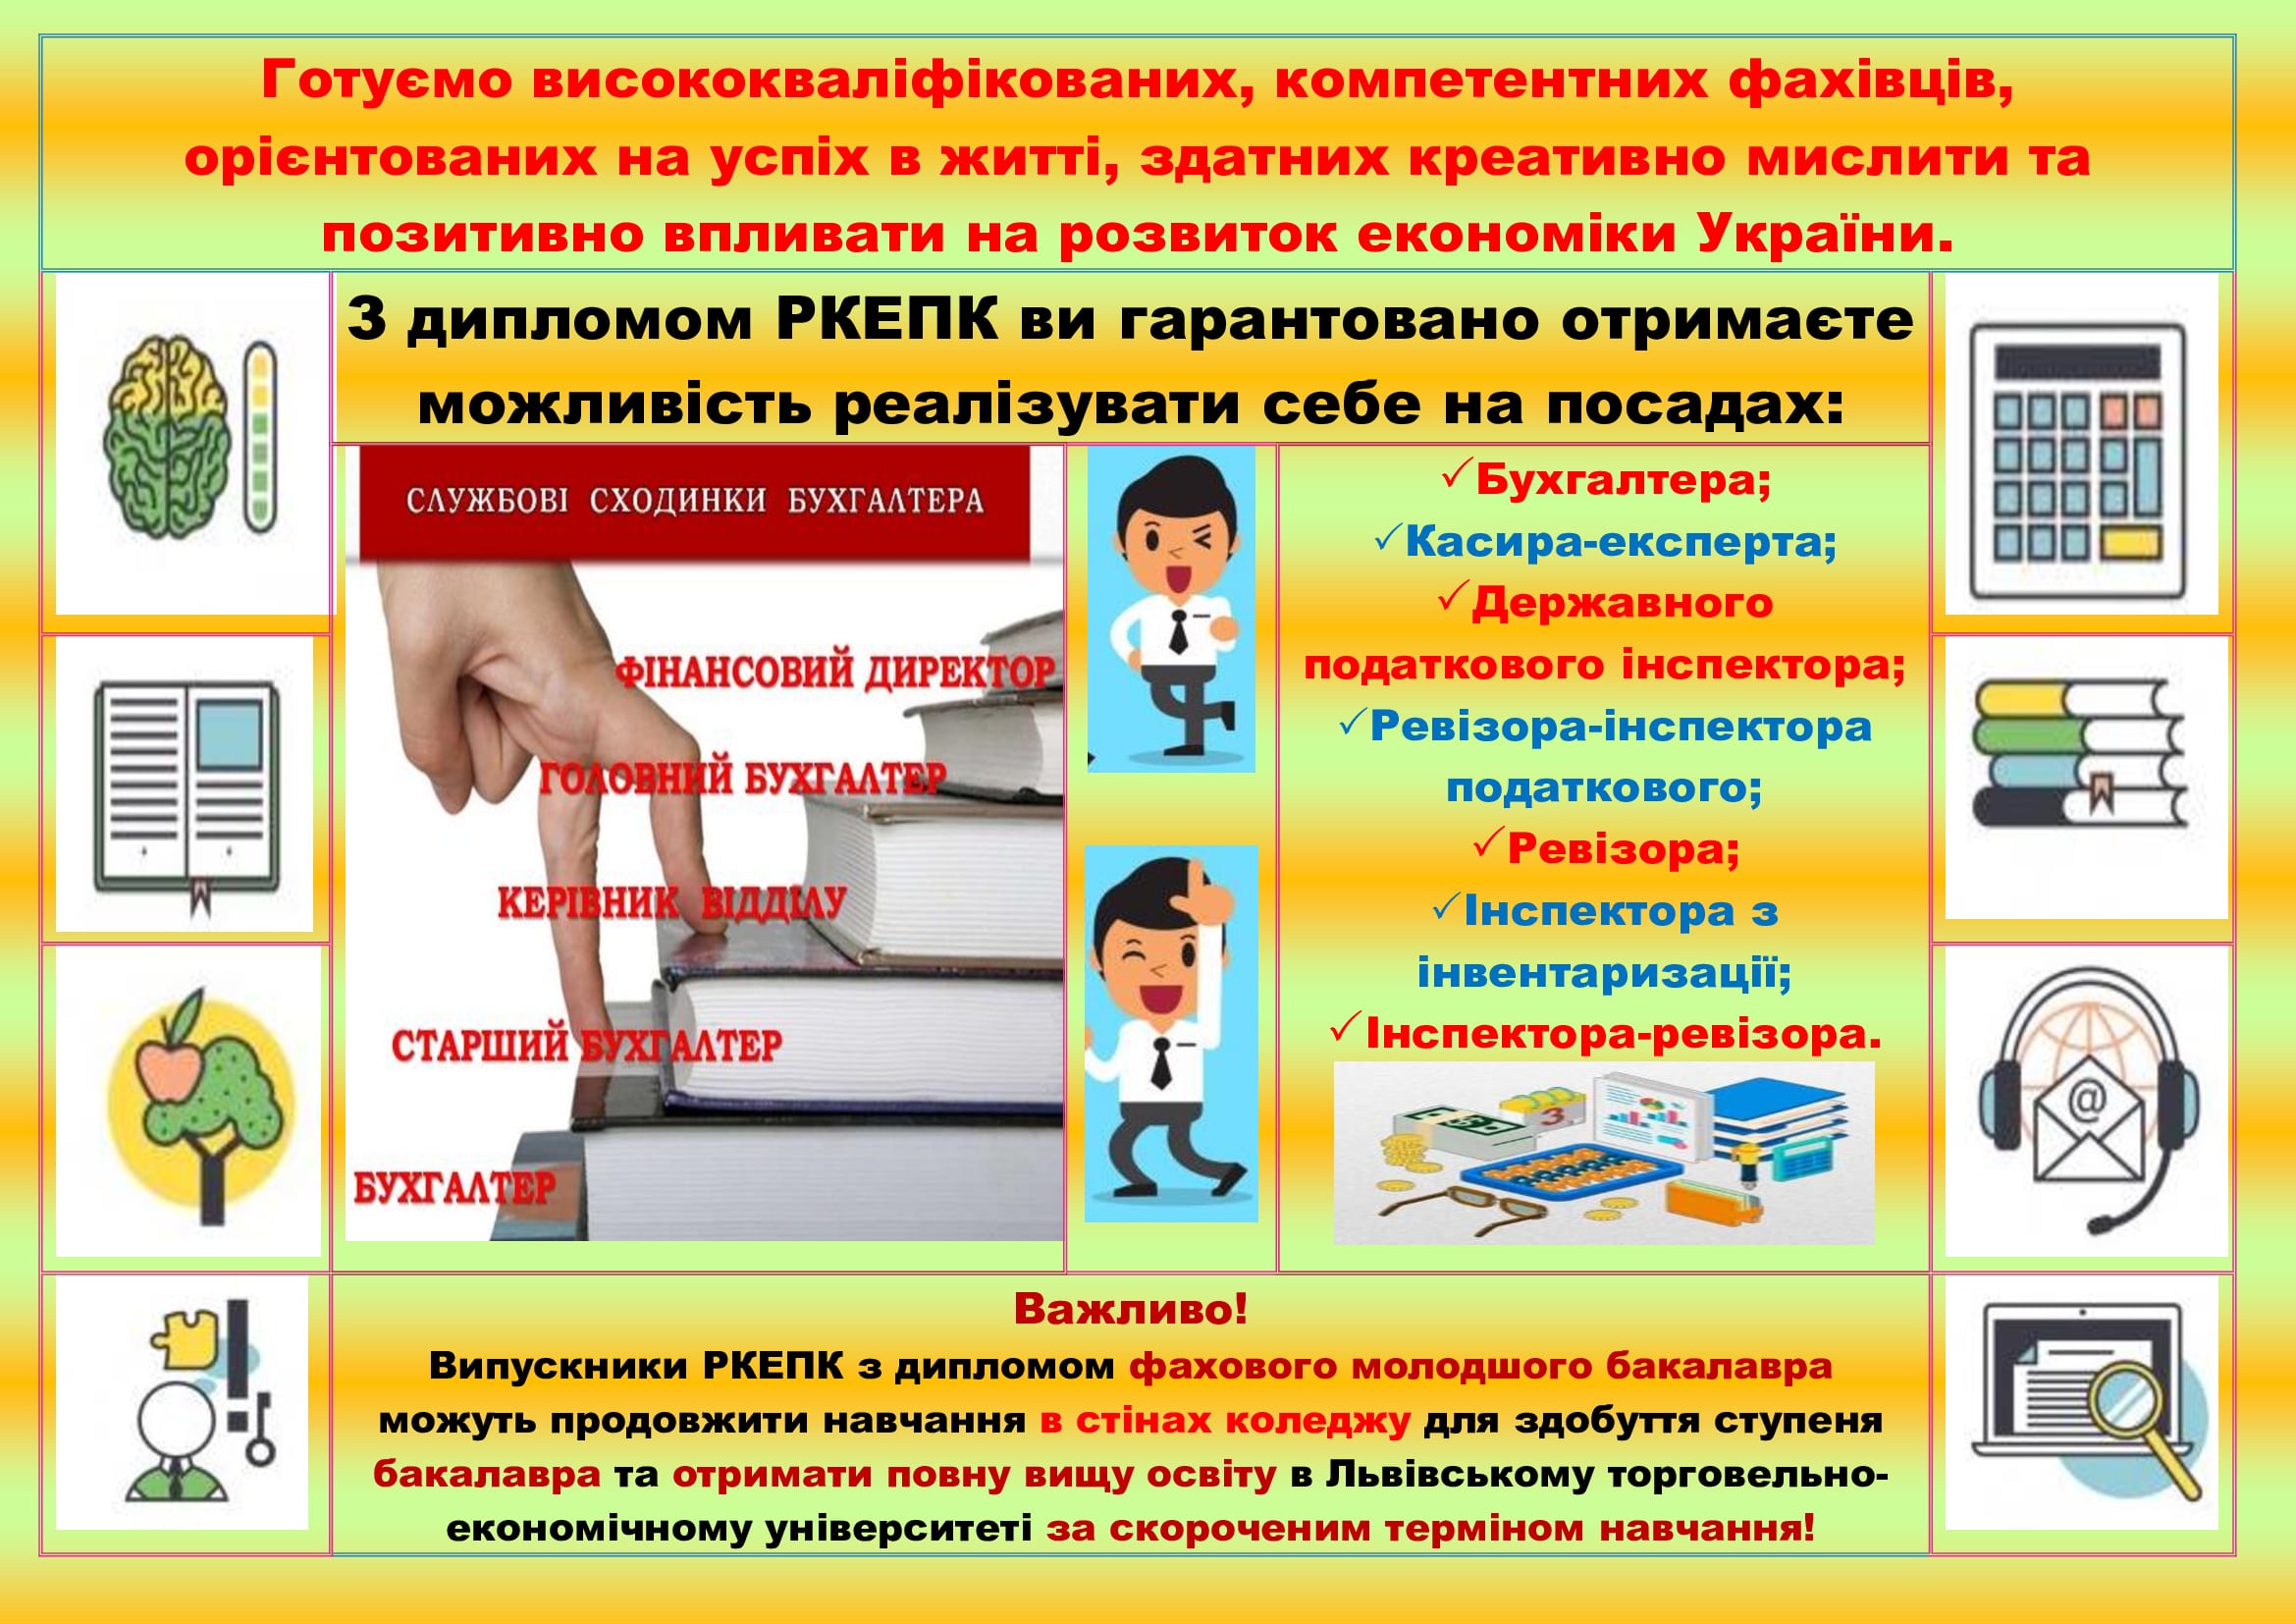 Готуємо висококваліфікованих, компетентних фахівців,
орієнтованих на успіх в житті, здатних креативно мислити та
позитивно впливати на розвиток економіки України.
З дипломом РКЕПК ви гарантовано отримаєте
можливість реалізувати себе на посадах:
СЛУЖБОВІ СХОДИНКИ БУХГАЛТЕРА
ФІНАНСОВИЙ ДИРЕКТОР
ГОЛОВНИЙ БУХГАЛТЕР
КЕРІВНИК ВІДДІЛУ
СТАРШИЙ БУХГАЛТЕР
БУХГАЛТЕР
✓Бухгалтера;
✓Касира-експерта;
✓Державного
податкового інспектора;
✓Ревізора-інспектора
податкового;
✓Ревізора;
✓Інспектора з
інвентаризації;
✓Інспектора-ревізора.
3
@
Важливо!
Випускники РКЕПК з дипломом фахового молодшого бакалавра
можуть продовжити навчання в стінах коледжу для здобуття ступеня
бакалавра та отримати повну вищу освіту в Львівському торговельно-
економічному університеті за скороченим терміном навчання!